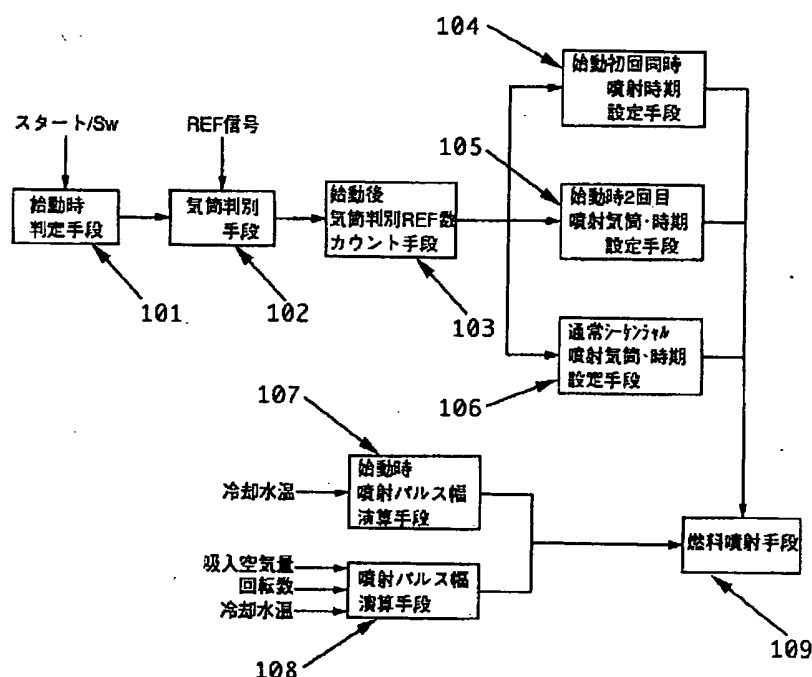 104
始動初回同時
噴射時期
設定手段
スタート/Sw
REF信号
105
始動時
判定手段
気筒判別
手段
始動後
気筒判別REF数
カウント手段
始動時2回目
噴射気筒・時期
設定手段
101
102
103
通常シーケンシャル
噴射気筒・時期
設定手段
106
107
始動時
噴射パルス幅
演算手段
冷却水温
燃料噴射手段
吸入空気量
回転数
冷却水温
噴射パルス幅
演算手段
108
109